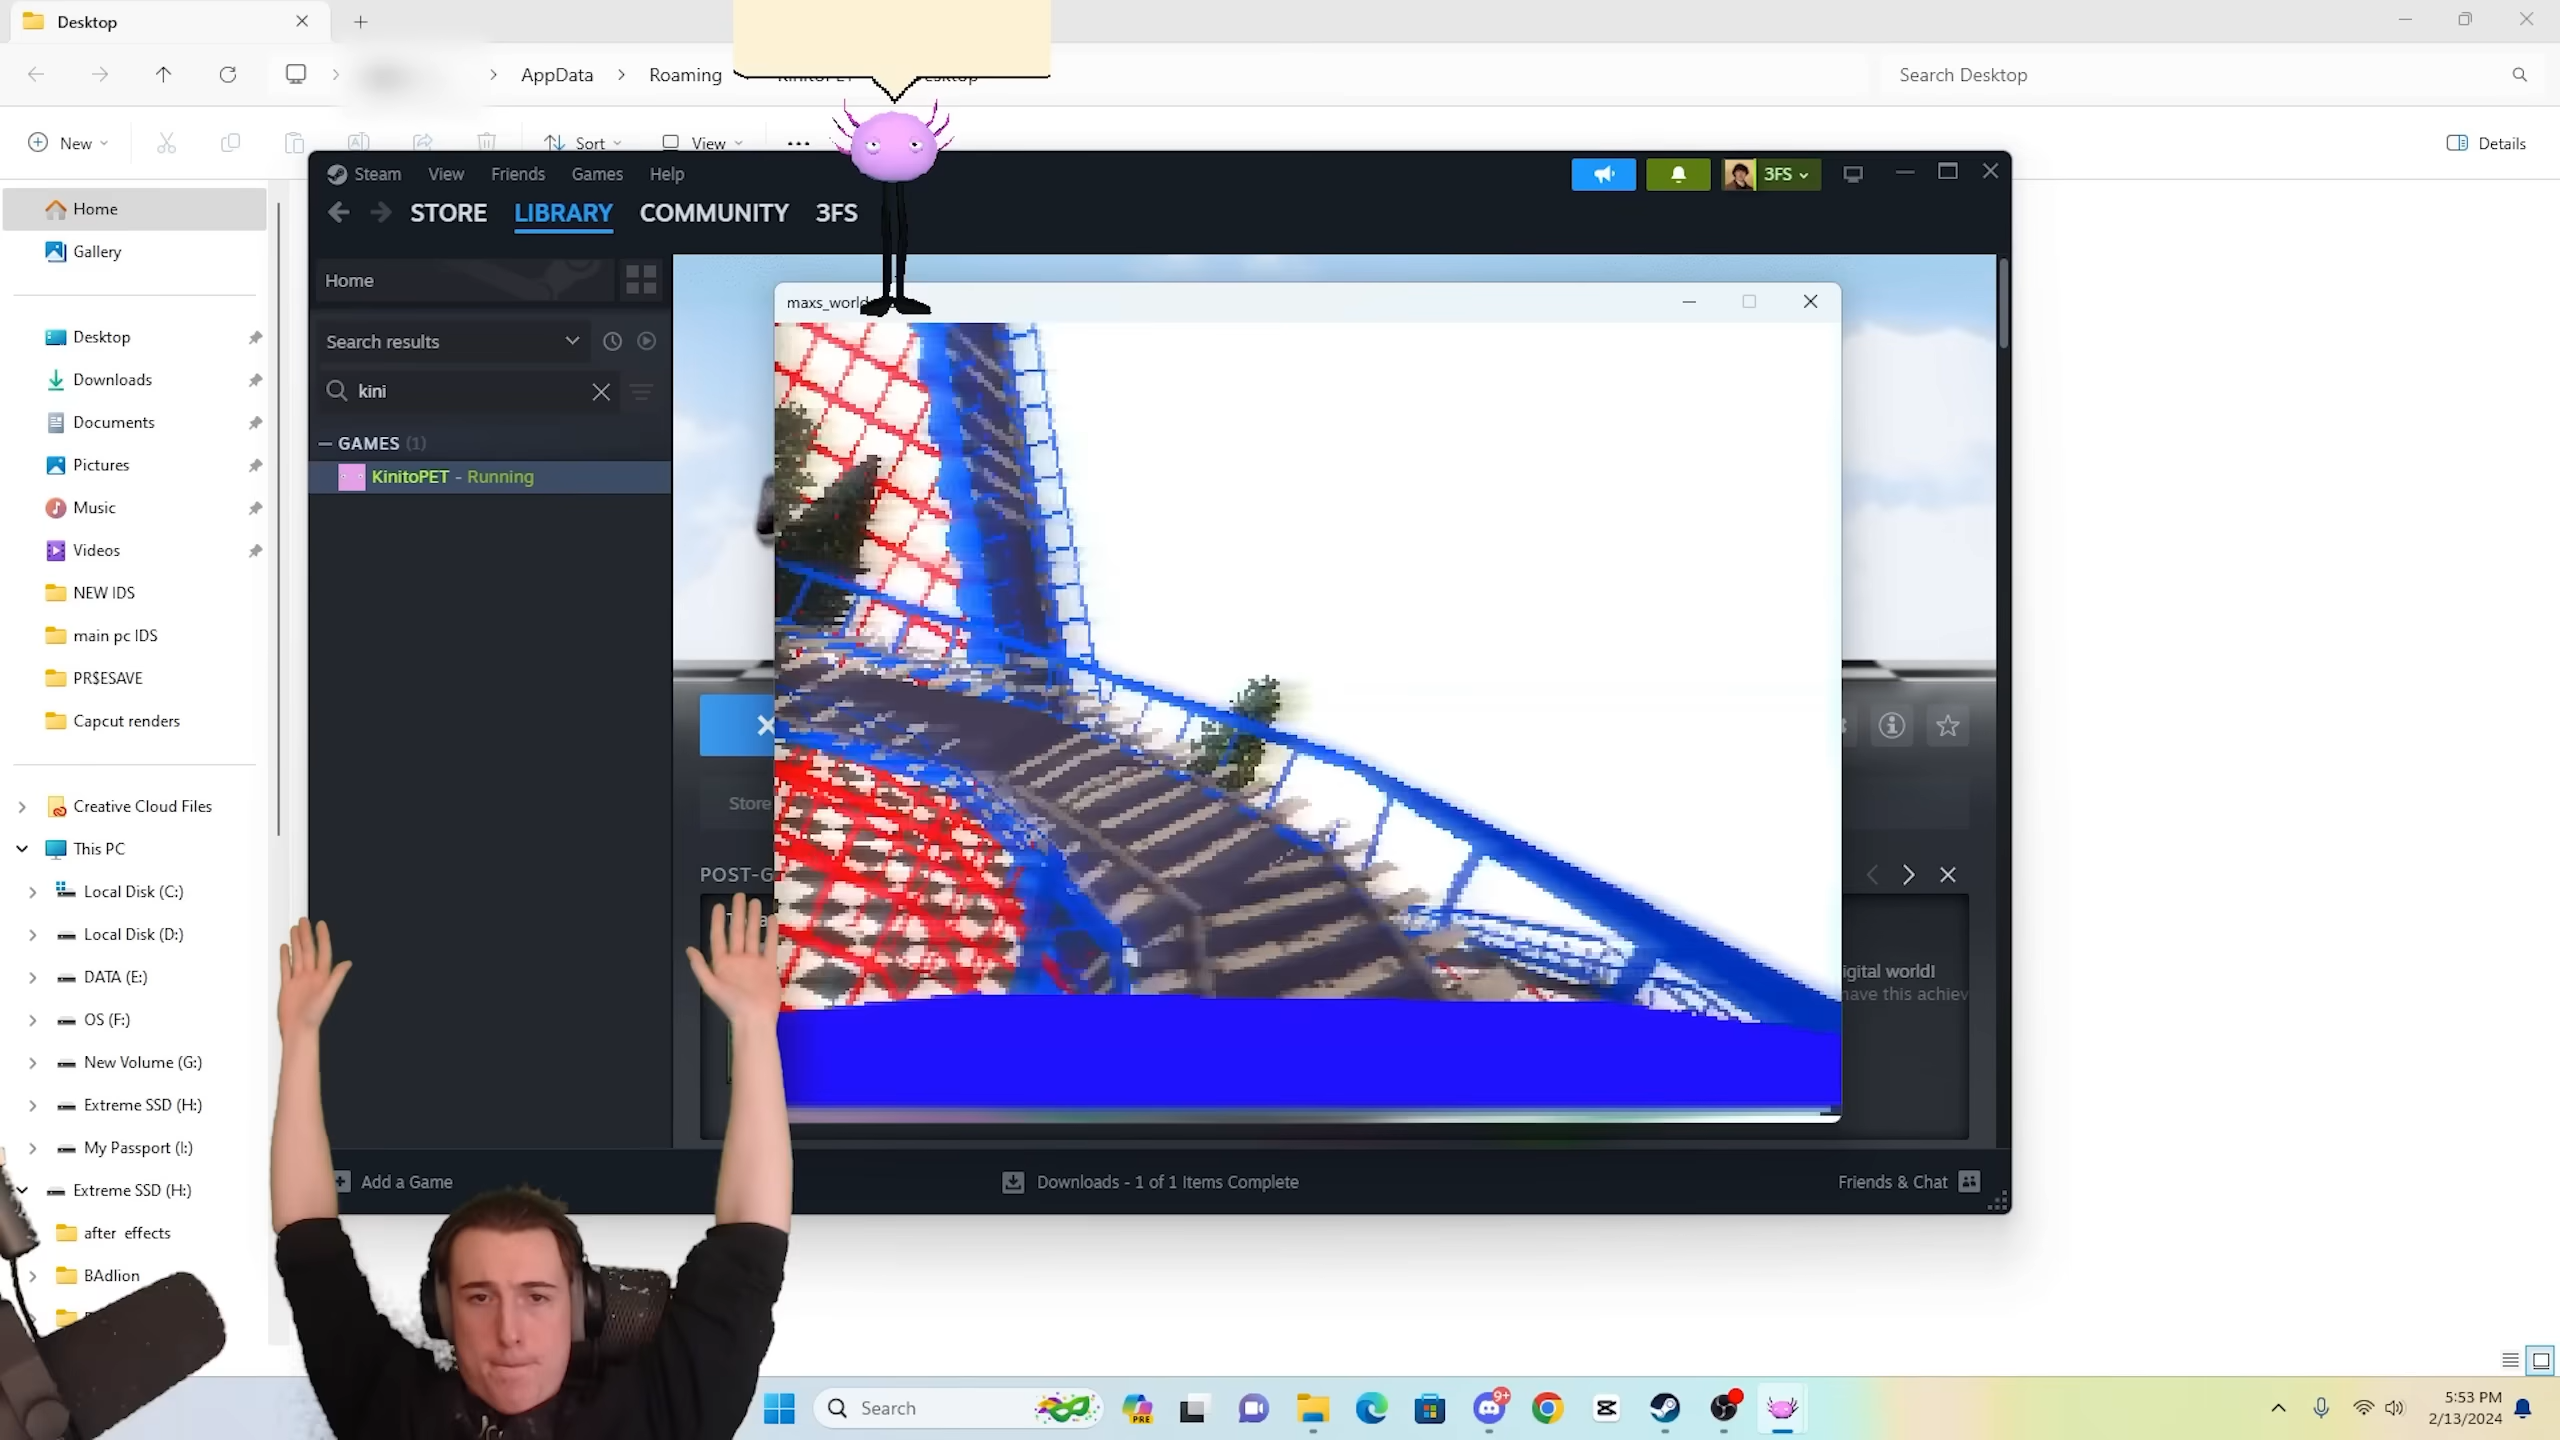 Desktop
AppData
Roaming
Search Desktop
New
Sort
View
Details
Steam
View
Friends
Games
Help
3FS
STORE
LIBRARY
COMMUNITY
3FS
Home
Gallery
Desktop
Downloads
Documents
Pictures
Music
Videos
NEW IDS
main pc IDS
PR$ESAVE
Capcut renders
Creative Cloud Files
This PC
Local Disk (C:)
Local Disk (D:)
DATA (E:)
OS (F:)
New Volume (G:)
Extreme SSD (H:)
My Passport (I:)
Extreme SSD (H:)
after effects
BAdlion
Home
Search results
kini
GAMES (1)
KinitoPET - Running
maxs_world
Store
POST-G
igital world!
have this achiev
Add a Game
Downloads - 1 of 1 Items Complete
Friends & Chat
Search
PRE
9+
5:53 PM
2/13/2024